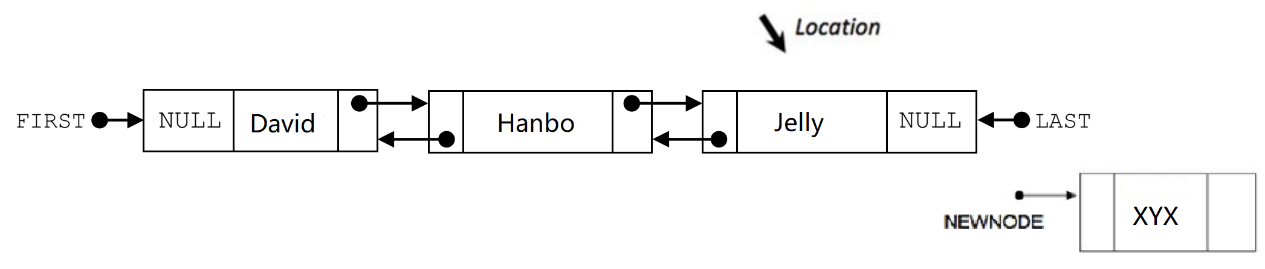 Location
FIRST NULL David Hanbo Jelly NULL LAST
NEWNODE XYX